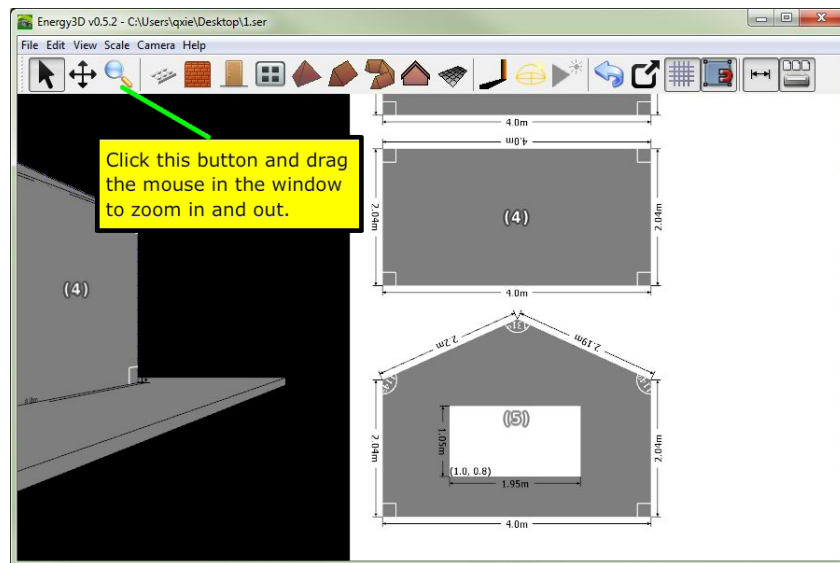 Energy3D v0.5.2 - C:\Users\qxie\Desktop\1.ser
File Edit View Scale Camera Help
Click this button and drag
the mouse in the window
to zoom in and out.
(4)
4.0m
4.0m
2.04m
(4)
2.04m
4.0m
2.2m
2.19m
131°
2.04m
1.05m
(5)
(1.0, 0.8)
1.95m
2.04m
4.0m